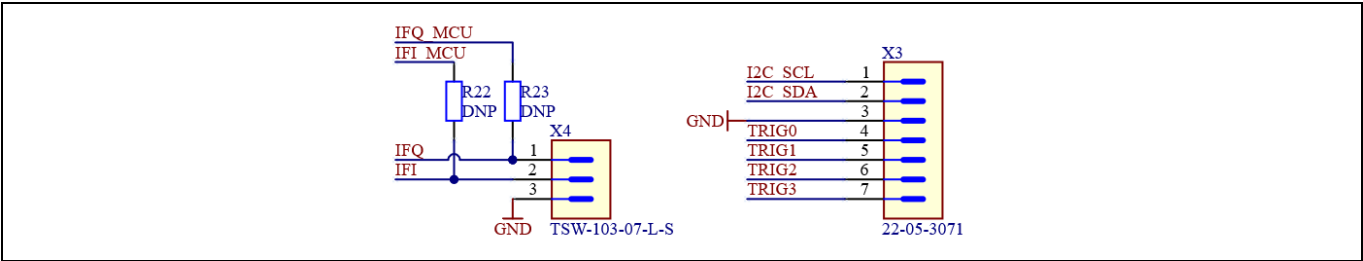 IFQ_MCU
IFI_MCU
R22
DNP
R23
DNP
X4
IFQ
IFI
1
2
3
GND
TSW-103-07-L-S
X3
I2C_SCL
I2C_SDA
GND
TRIG0
TRIG1
TRIG2
TRIG3
1
2
3
4
5
6
7
22-05-3071